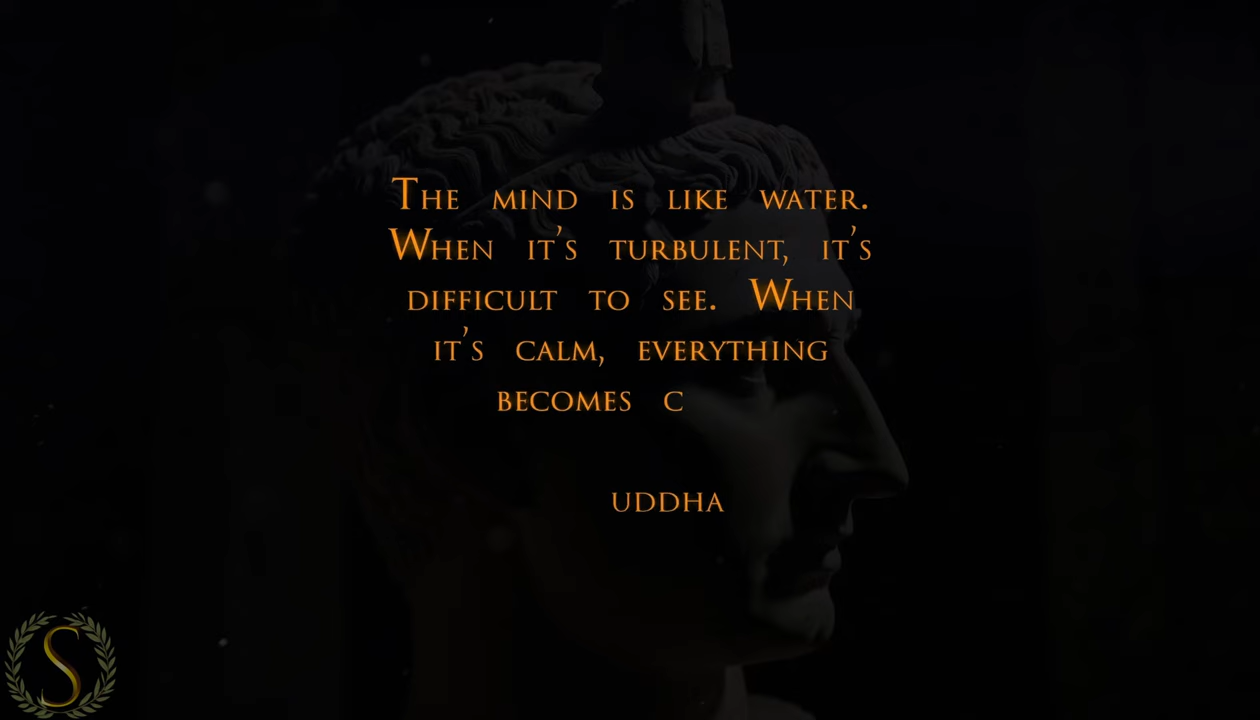 The mind is like water.
When it's turbulent, it's
difficult to see. When
it's calm, everything
becomes c
uddha
S